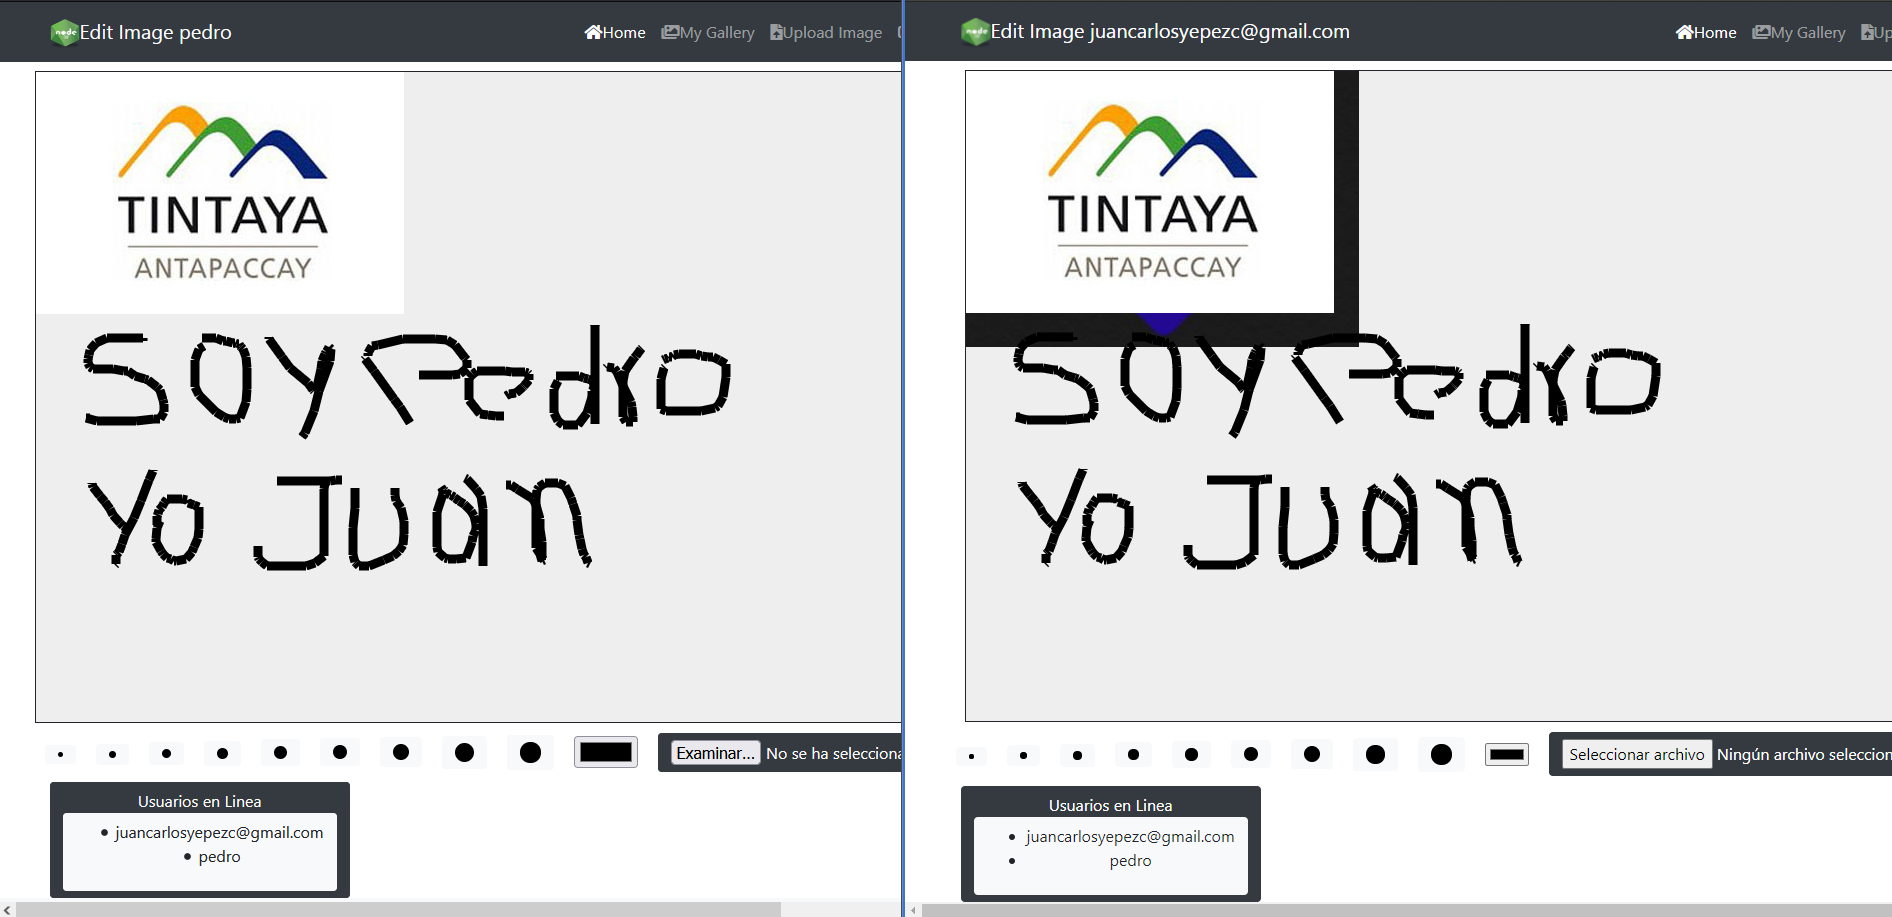 Edit Image pedro
Home My Gallery Upload Image
TINTAYA
ANTAPACCAY
SOY Pedro
Yo Juan
Examinar... No se ha selecciona
Usuarios en Linea
juancarlosyepezc@gmail.com
pedro
Edit Image juancarlosyepezc@gmail.com
Home My Gallery Up
TINTAYA
ANTAPACCAY
SOY Pedro
Yo Juan
Seleccionar archivo Ningún archivo seleccion
Usuarios en Linea
juancarlosyepezc@gmail.com
pedro